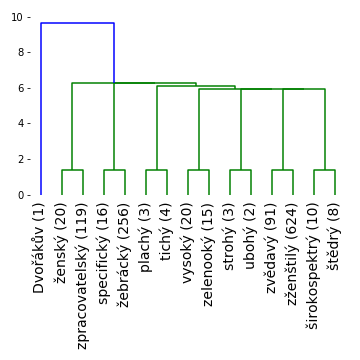 10
8
6
4
2
0
Dvořákův (1)
ženský (20)
zpracovatelský (119)
specifický (16)
žebrácký (256)
plachý (3)
tichý (4)
vysoký (20)
zelenooký (15)
strohý (3)
ubohý (2)
zvědavý (91)
zženštilý (624)
širokospektrý (10)
štědrý (8)